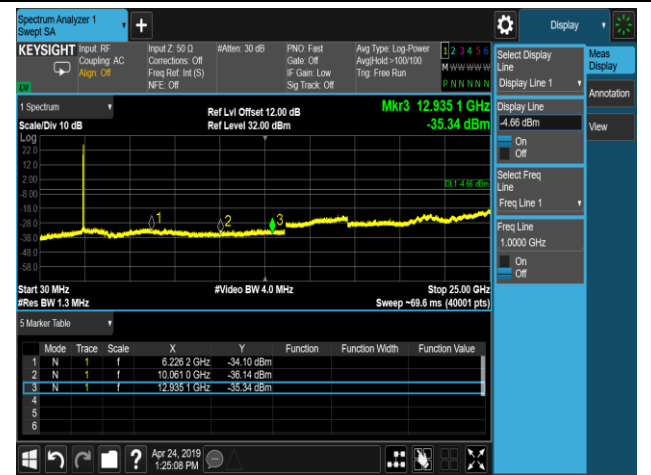 Spectrum Analyzer 1
Swept SA
+
Display
KEYSIGHT Input: RF
Coupling: AC
Align: Off
Input Z: 50 Ω
Corrections: Off
Freq Ref: Int (S)
NFE: Off
#Atten: 30 dB
PNO: Fast
Gate: Off
IF Gain: Low
Sig Track: Off
Avg Type: Log-Power
Avg|Hold:>100/100
Trig: Free Run
1 2 3 4 5 6
M W W W W W
P N N N N N
Select Display
Line
Display Line 1
Display Line
-4.66 dBm
On
Off
Select Freq
Line
Freq Line 1
Freq Line
1.0000 GHz
On
Off
Meas
Display
Annotation
View
1 Spectrum
Scale/Div 10 dB
Ref Lvl Offset 12.00 dB
Ref Level 32.00 dBm
Mkr3 12.935 1 GHz
-35.34 dBm
Log
22.0
12.0
2.00
-8.00
-18.0
-28.0
-38.0
-48.0
-58.0
DL1 -4.66 dBm
1
2
3
Start 30 MHz
#Res BW 1.3 MHz
#Video BW 4.0 MHz
Stop 25.00 GHz
Sweep ~69.6 ms (40001 pts)
5 Marker Table
Mode Trace Scale X Y Function Function Width Function Value
1 N 1 f 6.226 2 GHz -34.10 dBm
2 N 1 f 10.061 0 GHz -36.14 dBm
3 N 1 f 12.935 1 GHz -35.34 dBm
4
5
6
?
Apr 24, 2019
1:25:08 PM